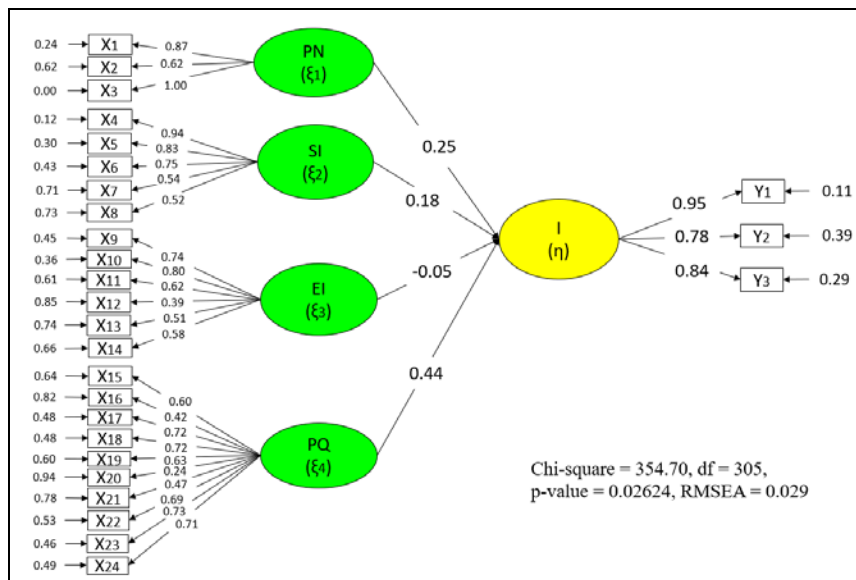 0.24 X1 0.87
0.62 X2 0.62
0.00 X3 1.00
PN
(ξ1)
0.12 X4 0.94
0.30 X5 0.83
0.43 X6 0.75
0.71 X7 0.54
0.73 X8 0.52
SI
(ξ2)
0.45 X9 0.74
0.36 X10 0.80
0.61 X11 0.62
0.85 X12 0.39
0.74 X13 0.51
0.66 X14 0.58
EI
(ξ3)
0.64 X15 0.60
0.82 X16 0.42
0.48 X17 0.72
0.48 X18 0.72
0.60 X19 0.63
0.94 X20 0.24
0.78 X21 0.47
0.53 X22 0.69
0.46 X23 0.73
0.49 X24 0.71
PQ
(ξ4)
0.25
0.18
-0.05
0.44
I
(η)
0.95 Y1 0.11
0.78 Y2 0.39
0.84 Y3 0.29
Chi-square = 354.70, df = 305,
p-value = 0.02624, RMSEA = 0.029